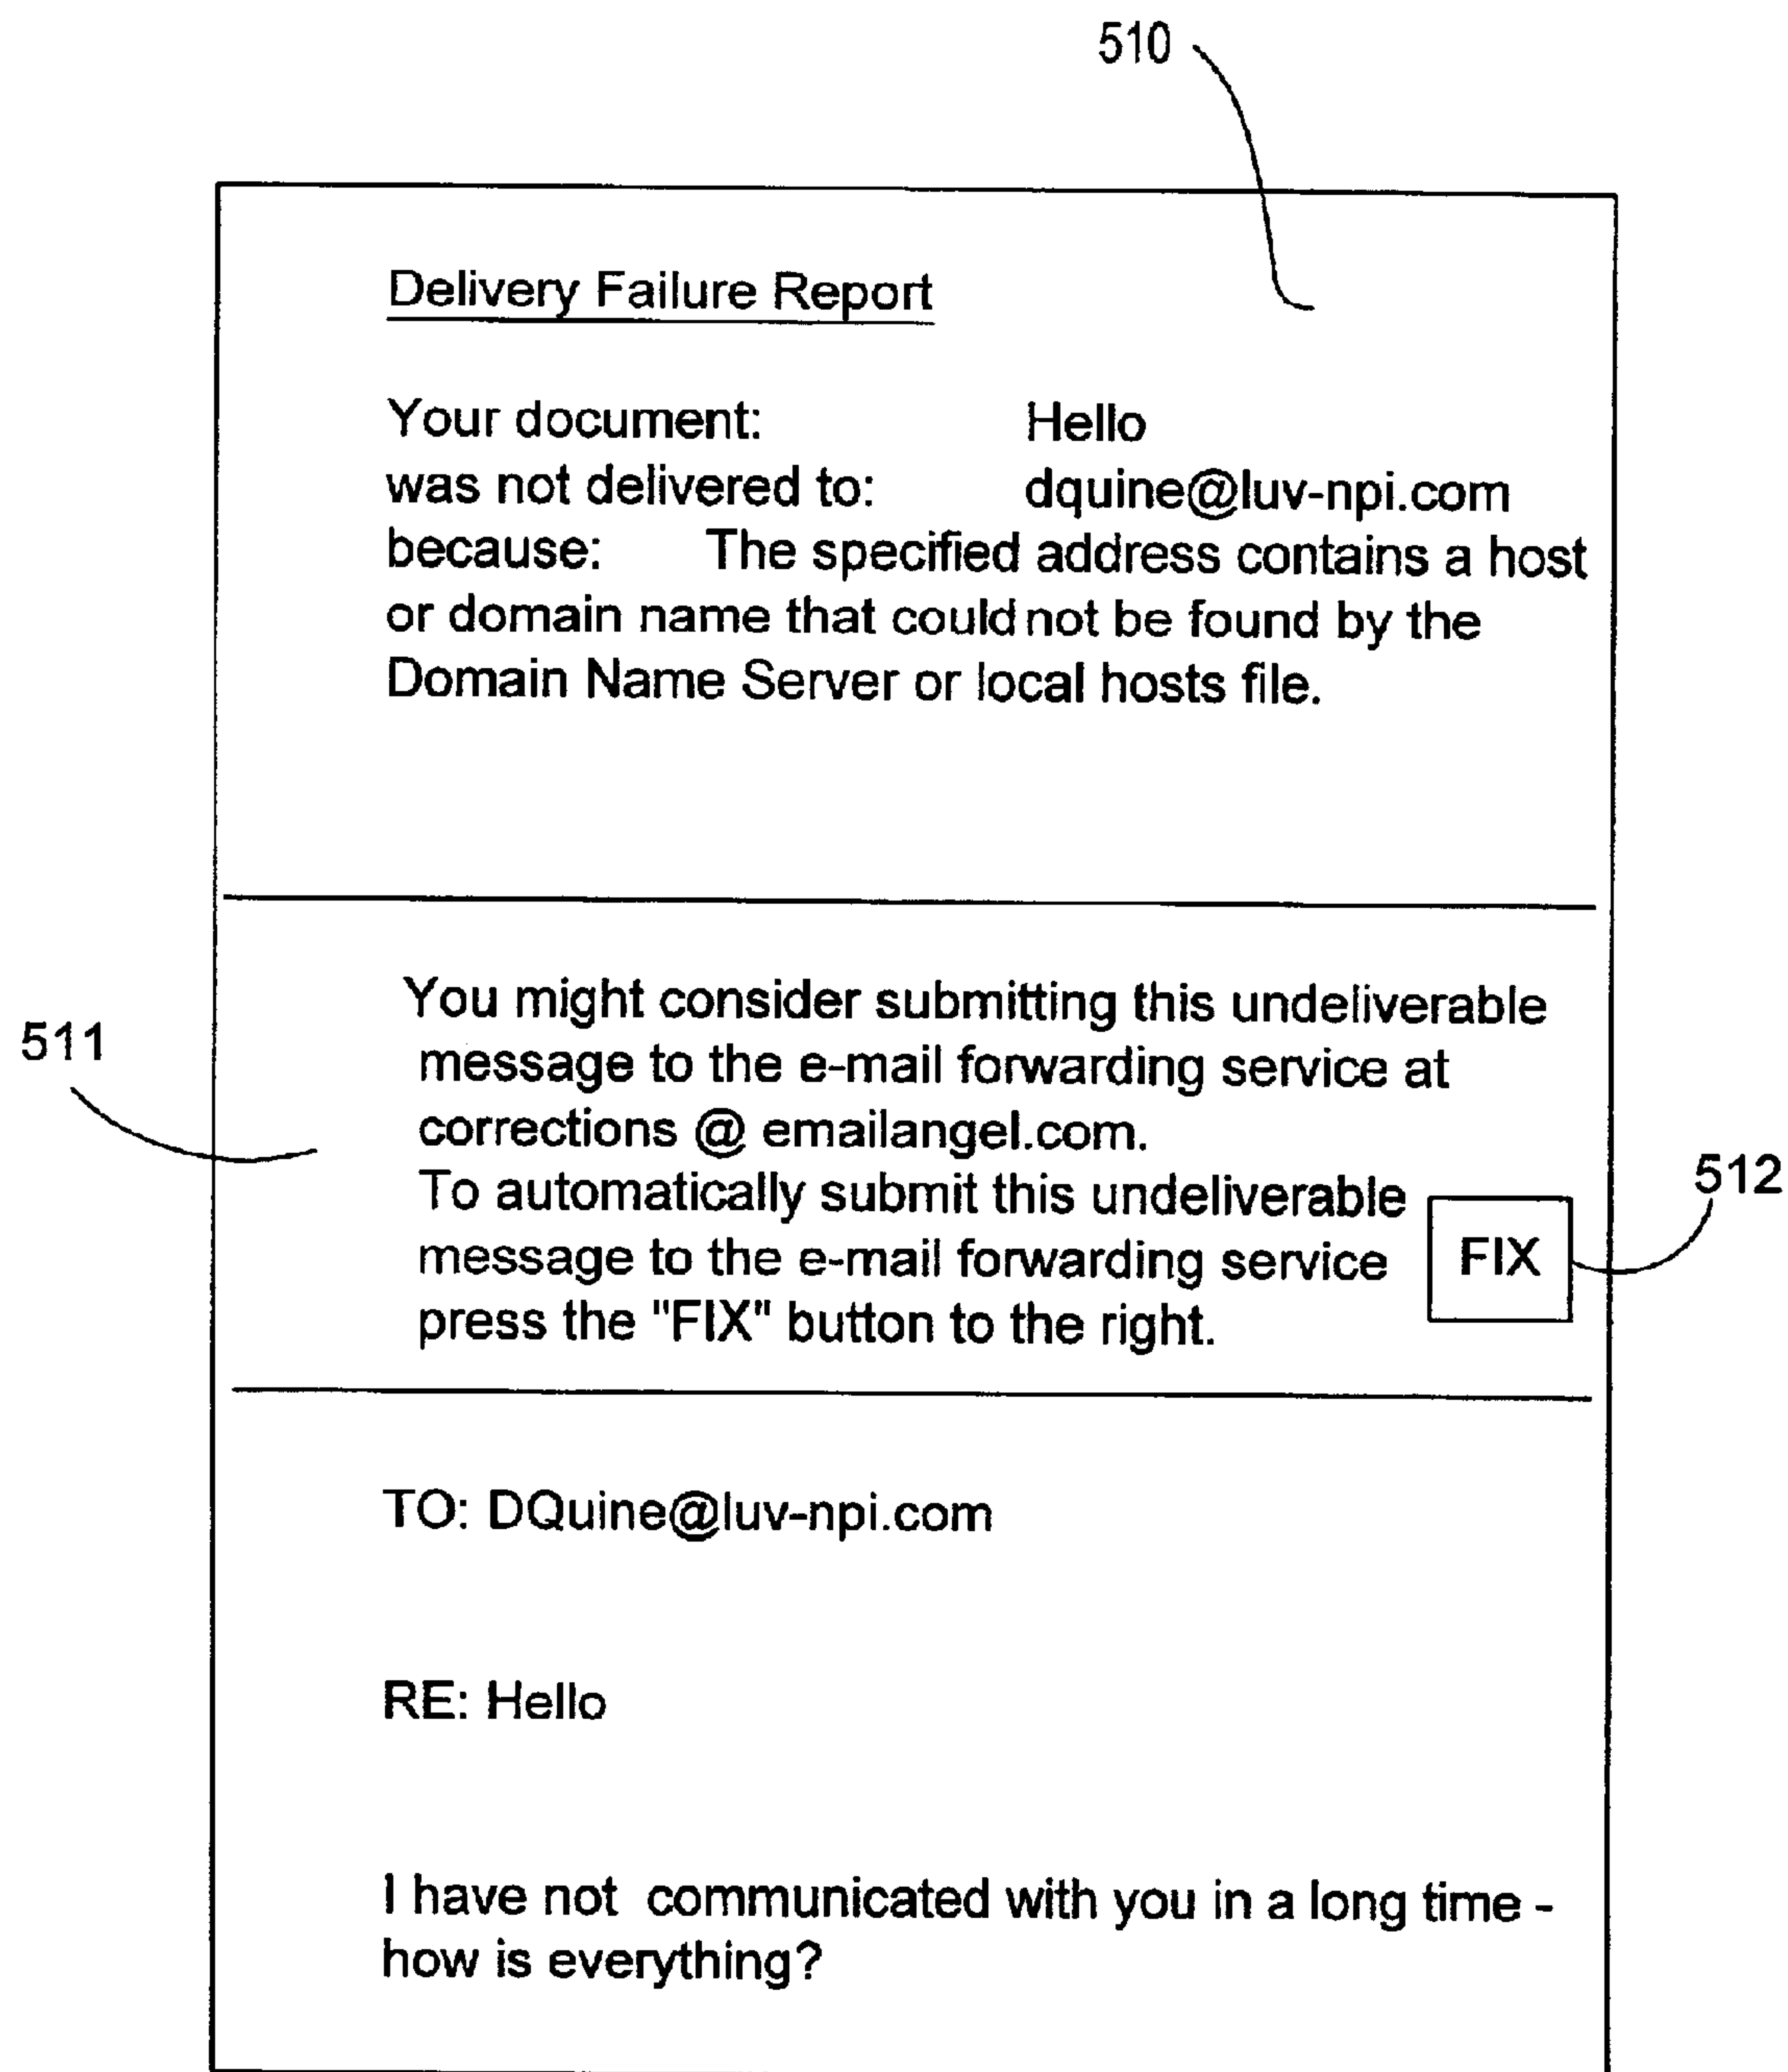 510
Delivery Failure Report
Your document: Hello
was not delivered to: dquine@luv-npi.com
because: The specified address contains a host
or domain name that could not be found by the
Domain Name Server or local hosts file.
You might consider submitting this undeliverable
message to the e-mail forwarding service at
corrections @ emailangel.com.
To automatically submit this undeliverable
message to the e-mail forwarding service
press the "FIX" button to the right.
FIX
511
512
TO: DQuine@luv-npi.com
RE: Hello
I have not communicated with you in a long time -
how is everything?